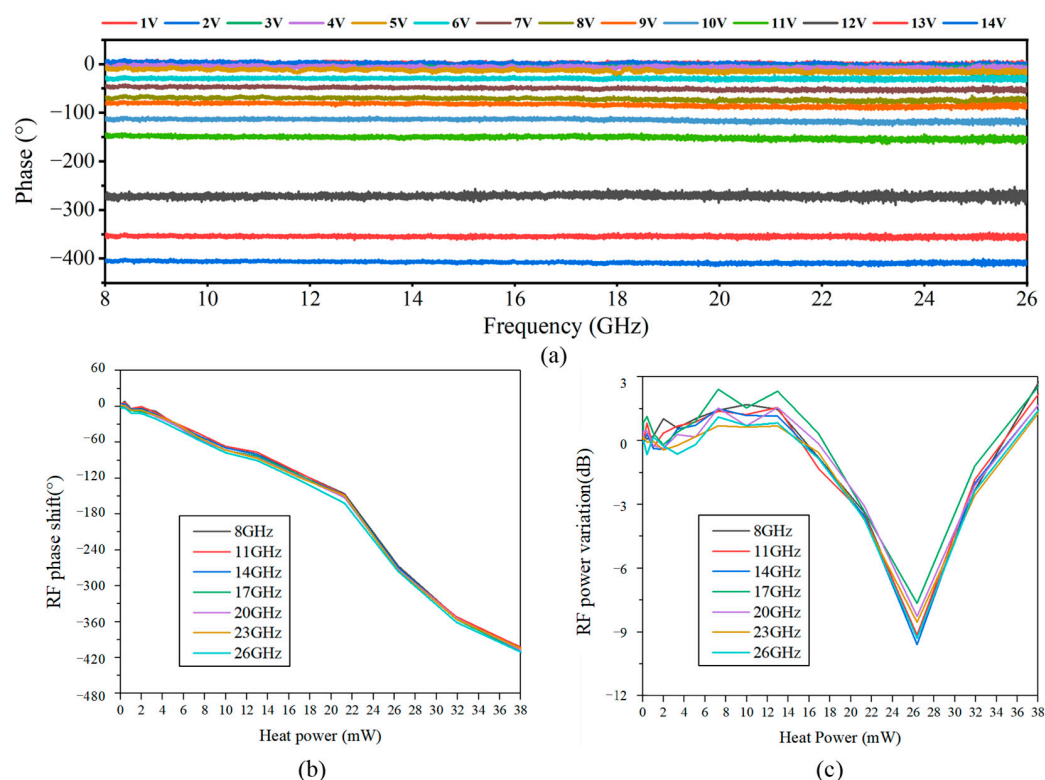 1V 2V 3V 4V 5V 6V 7V 8V 9V 10V 11V 12V 13V 14V
Phase (°)
0
−100
−200
−300
−400
8 10 12 14 16 18 20 22 24 26
Frequency (GHz)
(a)
RF phase shift(°)
60
0
-60
-120
-180
-240
-300
-360
-420
-480
8GHz
11GHz
14GHz
17GHz
20GHz
23GHz
26GHz
0 2 4 6 8 10 12 14 16 18 20 22 24 26 28 30 32 34 36 38
Heat power (mW)
(b)
RF power variation(dB)
3
0
−3
−6
−9
−12
8GHz
11GHz
14GHz
17GHz
20GHz
23GHz
26GHz
0 2 4 6 8 10 12 14 16 18 20 22 24 26 28 30 32 34 36 38
Heat Power (mW)
(c)